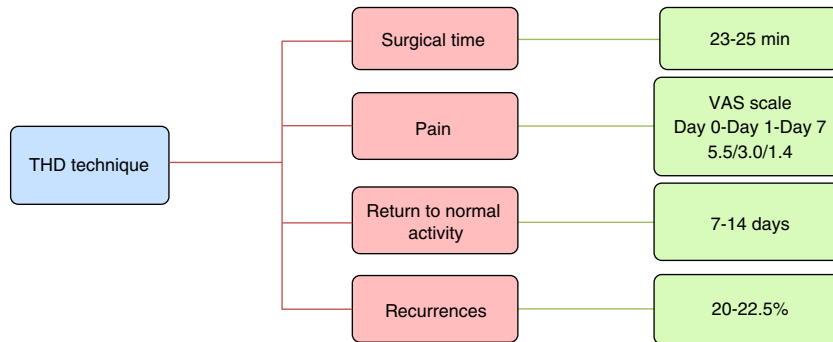 THD technique
Surgical time
23-25 min
Pain
VAS scale
Day 0-Day 1-Day 7
5.5/3.0/1.4
Return to normal
activity
7-14 days
Recurrences
20-22.5%